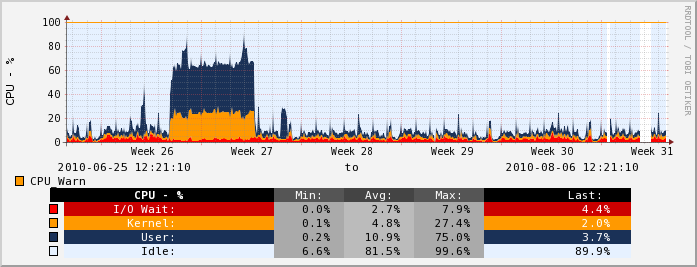 100
80
60
40
20
0
CPU - %
RRDTOOL / TOBI OETIKER
Week 26 Week 27 Week 28 Week 29 Week 30 Week 31
2010-06-25 12:21:10 to 2010-08-06 12:21:10
CPU Warn
CPU - % Min: Avg: Max: Last:
I/O Wait: 0.0% 2.7% 7.9% 4.4%
Kernel: 0.1% 4.8% 27.4% 2.0%
User: 0.2% 10.9% 75.0% 3.7%
Idle: 6.6% 81.5% 99.6% 89.9%